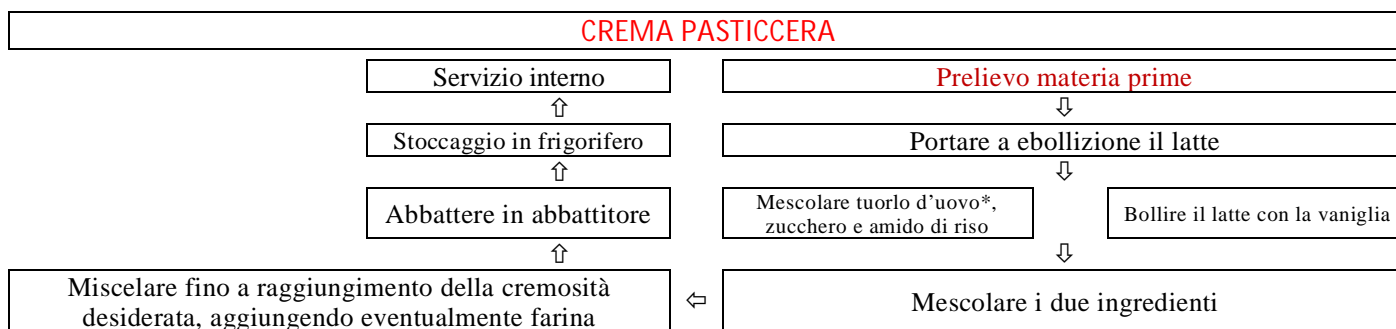 CREMA PASTICCERA
Servizio interno
Prelievo materia prime
⇧
⇩
Stoccaggio in frigorifero
Portare a ebollizione il latte
⇧
⇩
Abbattere in abbattitore
Mescolare tuorlo d'uovo*,
zucchero e amido di riso
Bollire il latte con la vaniglia
⇧
⇩
Miscelare fino a raggiungimento della cremosità
desiderata, aggiungendo eventualmente farina
⇦
Mescolare i due ingredienti